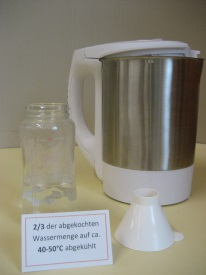 2/3 der abgekochten
Wassermenge auf ca.
40-50°C abgekühlt